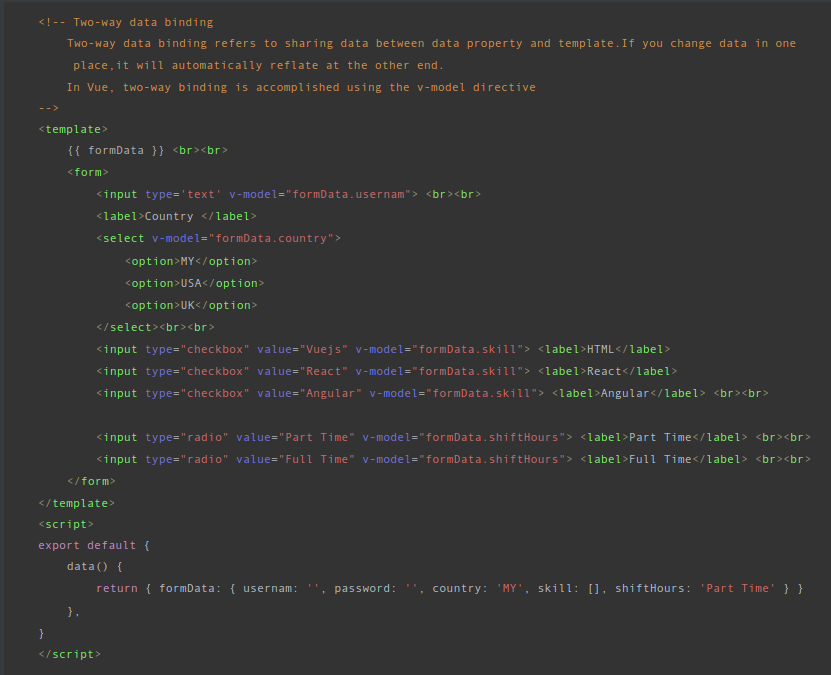 <!-- Two-way data binding
Two-way data binding refers to sharing data between data property and template.If you change data in one
place,it will automatically reflate at the other end.
In Vue, two-way binding is accomplished using the v-model directive
-->
<template>
{{ formData }} <br><br>
<form>
<input type='text' v-model="formData.usernam"> <br><br>
<label>Country </label>
<select v-model="formData.country">
<option>MY</option>
<option>USA</option>
<option>UK</option>
</select><br><br>
<input type="checkbox" value="Vuejs" v-model="formData.skill"> <label>HTML</label>
<input type="checkbox" value="React" v-model="formData.skill"> <label>React</label>
<input type="checkbox" value="Angular" v-model="formData.skill"> <label>Angular</label> <br><br>
<input type="radio" value="Part Time" v-model="formData.shiftHours"> <label>Part Time</label> <br><br>
<input type="radio" value="Full Time" v-model="formData.shiftHours"> <label>Full Time</label> <br><br>
</form>
</template>
<script>
export default {
data() {
return { formData: { usernam: '', password: '', country: 'MY', skill: [], shiftHours: 'Part Time' } }
},
}
</script>